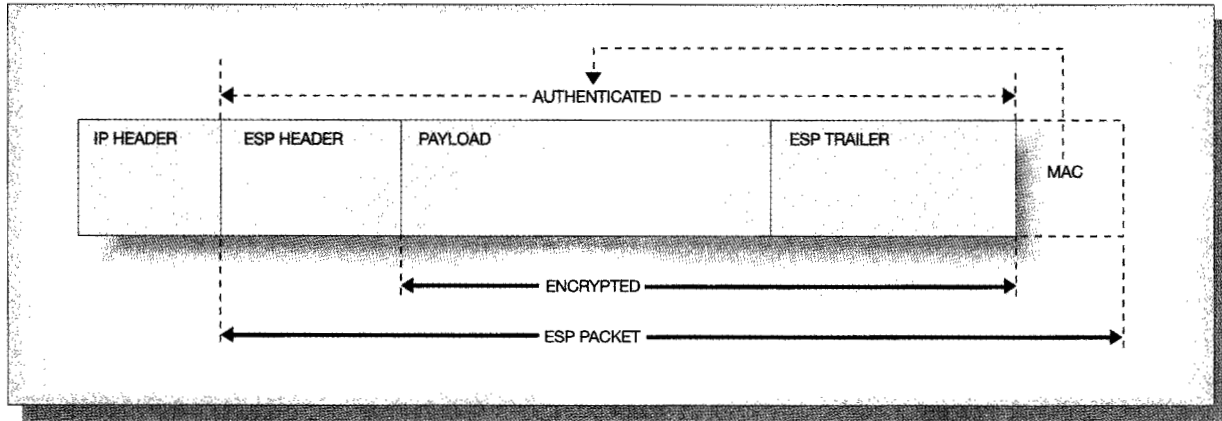 AUTHENTICATED
IP HEADER
ESP HEADER
PAYLOAD
ESP TRAILER
MAC
ENCRYPTED
ESP PACKET